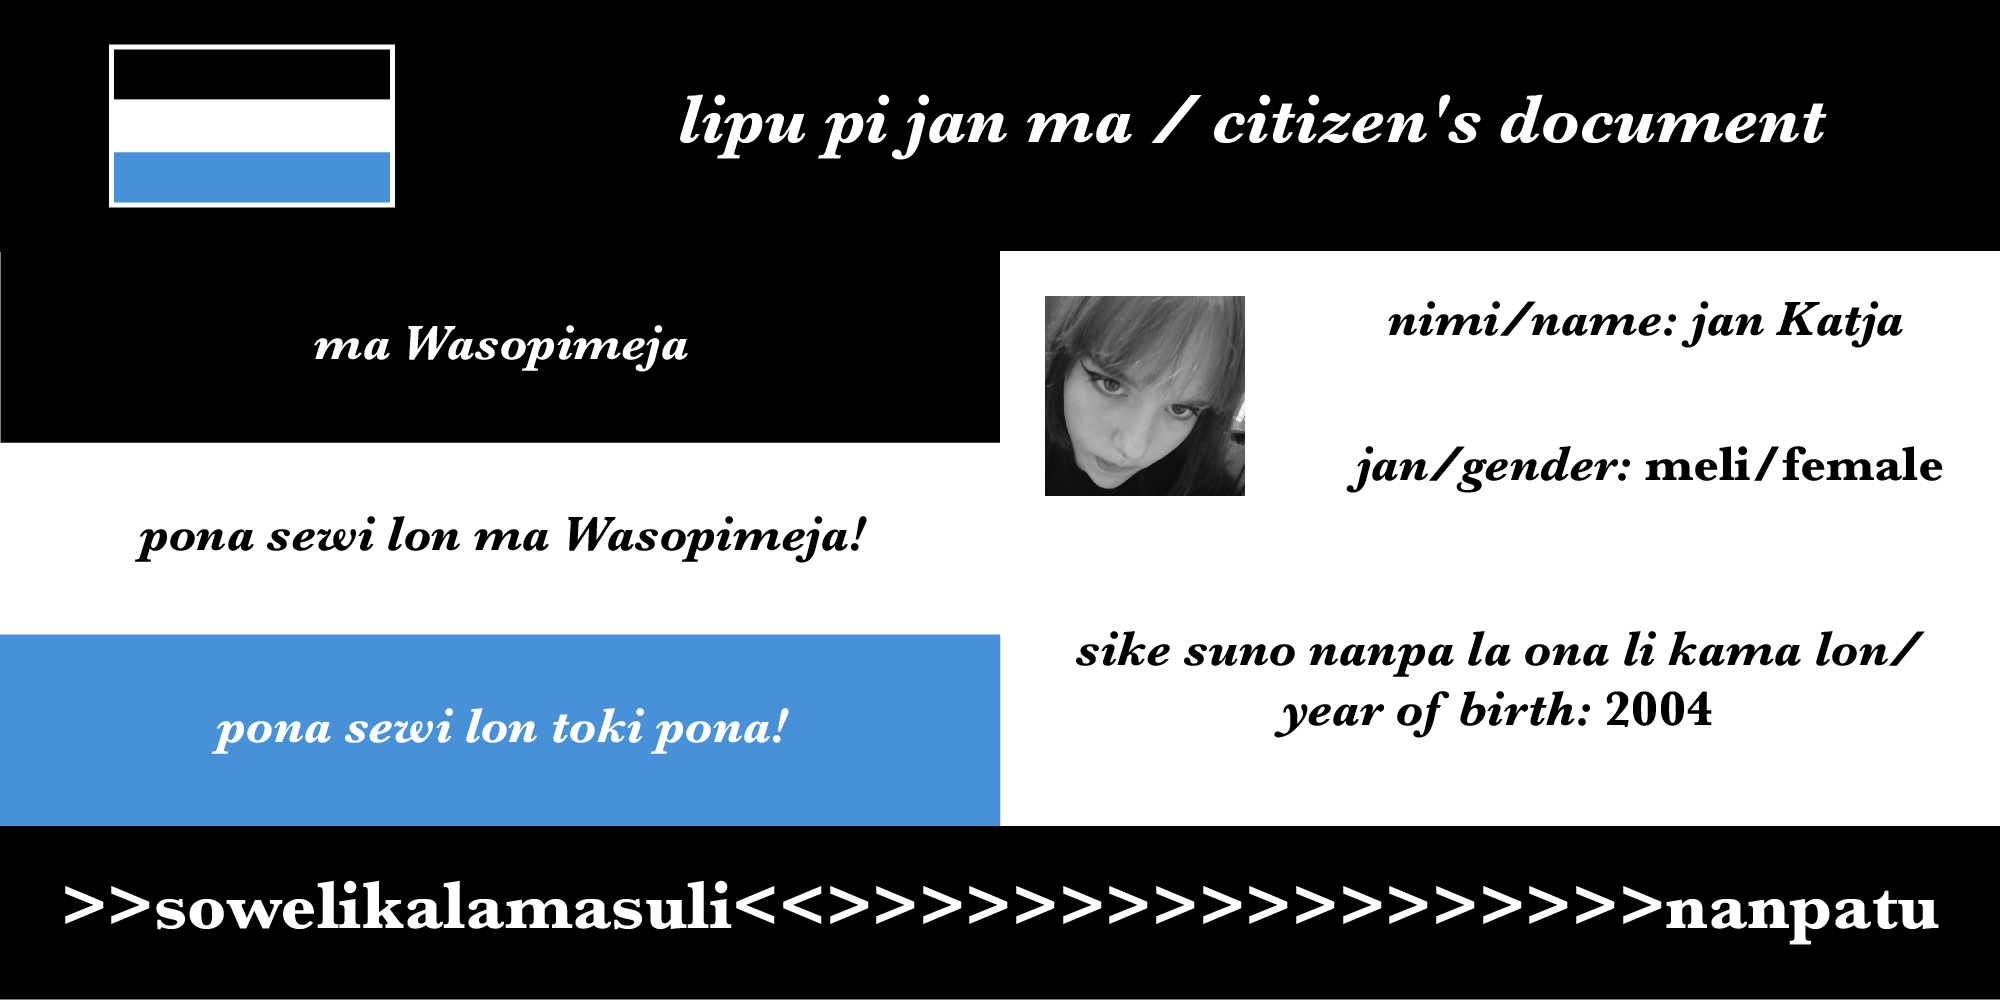 lipu pi jan ma / citizen's document
ma Wasopimeja
pona sewi lon ma Wasopimeja!
pona sewi lon toki pona!
nimi/name: jan Katja
jan/gender: meli/female
sike suno nanpa la ona li kama lon/
year of birth: 2004
>>sowelikalamasuli<<>>>>>>>>>>>>>>>>>>nanpatu